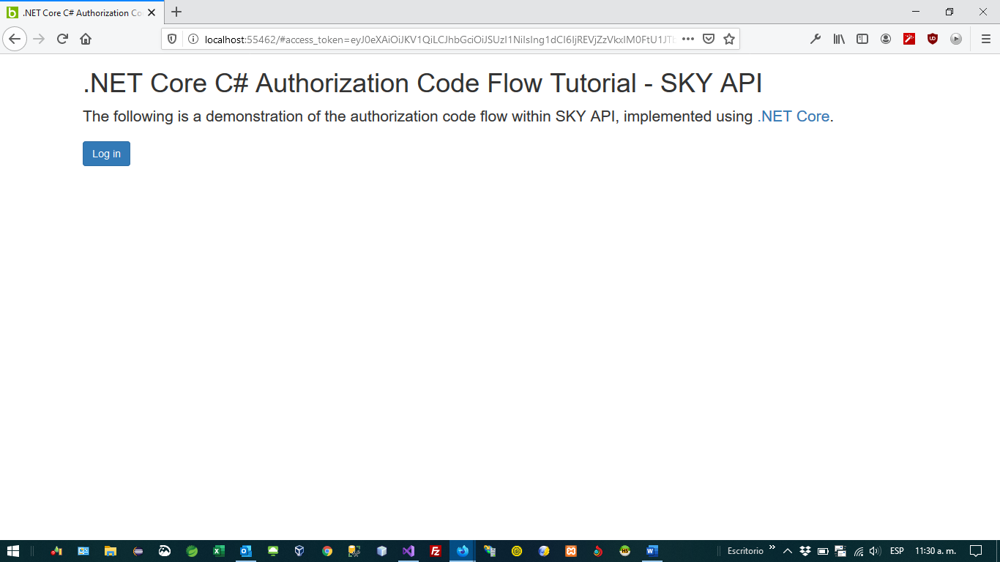 .NET Core C# Authorization Co
localhost:55462/#access_token=
.NET Core C# Authorization Code Flow Tutorial - SKY API
The following is a demonstration of the authorization code flow within SKY API, implemented using .NET Core.
Log in
Escritorio
ESP
11:30 a. m.